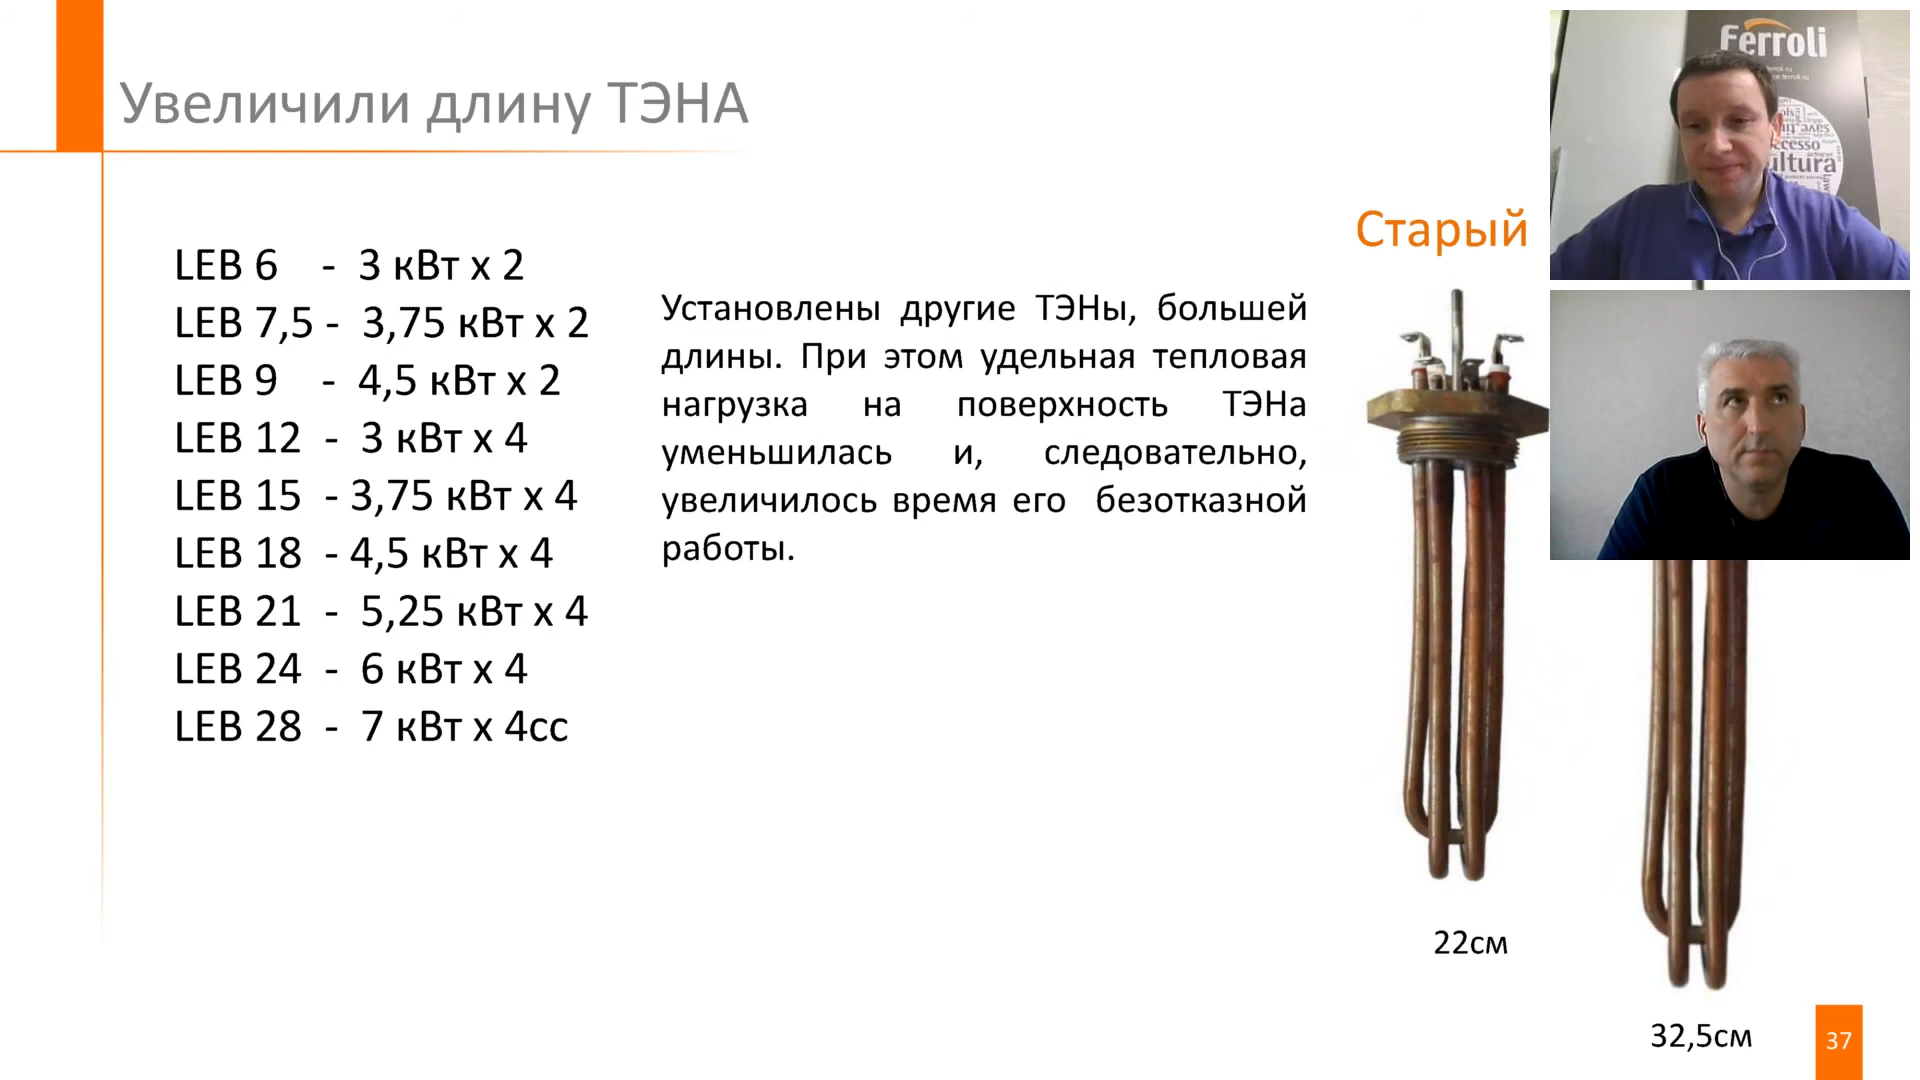 Увеличили длину ТЭНА
LEB 6 - 3 кВт x 2
LEB 7,5 - 3,75 кВт x 2
LEB 9 - 4,5 кВт x 2
LEB 12 - 3 кВт x 4
LEB 15 - 3,75 кВт x 4
LEB 18 - 4,5 кВт x 4
LEB 21 - 5,25 кВт x 4
LEB 24 - 6 кВт x 4
LEB 28 - 7 кВт x 4сс
Установлены другие ТЭНы, большей
длины. При этом удельная тепловая
нагрузка на поверхность ТЭНа
уменьшилась и, следовательно,
увеличилось время его безотказной
работы.
Старый
22см
32,5см
37
Ferroli